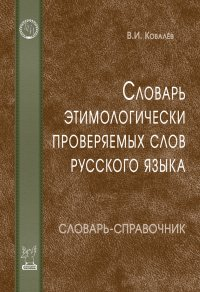 В.И. Ковалёв
Словарь
этимологически
проверяемых слов
русского языка
СЛОВАРЬ-СПРАВОЧНИК